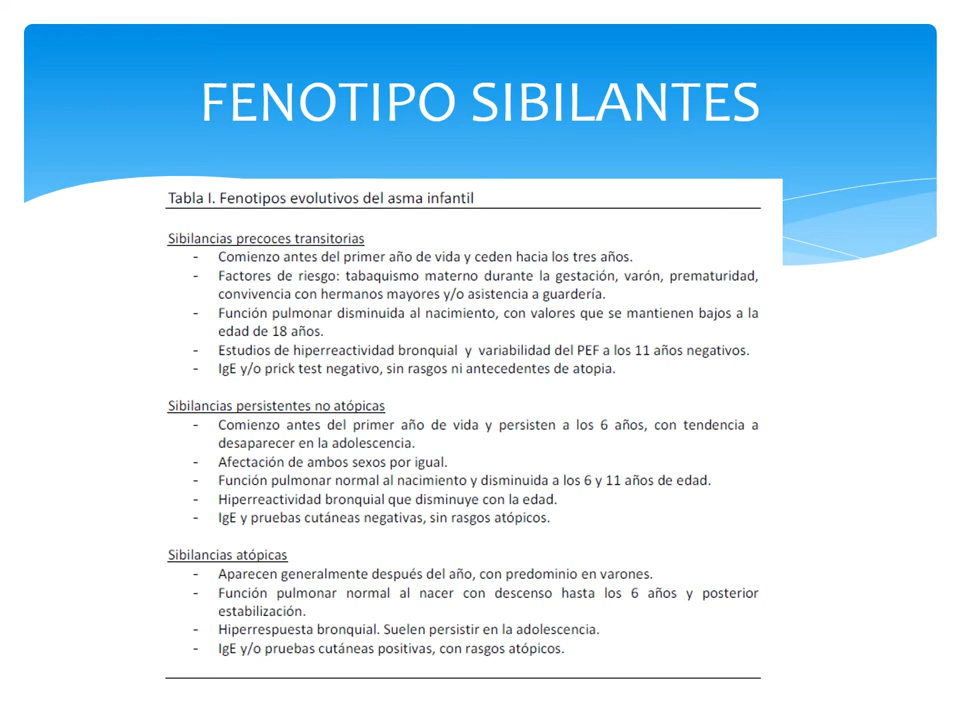 FENOTIPO SIBILANTES
Tabla I. Fenotipos evolutivos del asma infantil
Sibilancias precoces transitorias
- Comienzo antes del primer año de vida y ceden hacia los tres años.
- Factores de riesgo: tabaquismo materno durante la gestación, varón, prematuridad,
convivencia con hermanos mayores y/o asistencia a guardería.
- Función pulmonar disminuida al nacimiento, con valores que se mantienen bajos a la
edad de 18 años.
- Estudios de hiperreactividad bronquial y variabilidad del PEF a los 11 años negativos.
- IgE y/o prick test negativo, sin rasgos ni antecedentes de atopia.
Sibilancias persistentes no atópicas
- Comienzo antes del primer año de vida y persisten a los 6 años, con tendencia a
desaparecer en la adolescencia.
- Afectación de ambos sexos por igual.
- Función pulmonar normal al nacimiento y disminuida a los 6 y 11 años de edad.
- Hiperreactividad bronquial que disminuye con la edad.
- IgE y pruebas cutáneas negativas, sin rasgos atópicos.
Sibilancias atópicas
- Aparecen generalmente después del año, con predominio en varones.
- Función pulmonar normal al nacer con descenso hasta los 6 años y posterior
estabilización.
- Hiperrespuesta bronquial. Suelen persistir en la adolescencia.
- IgE y/o pruebas cutáneas positivas, con rasgos atópicos.